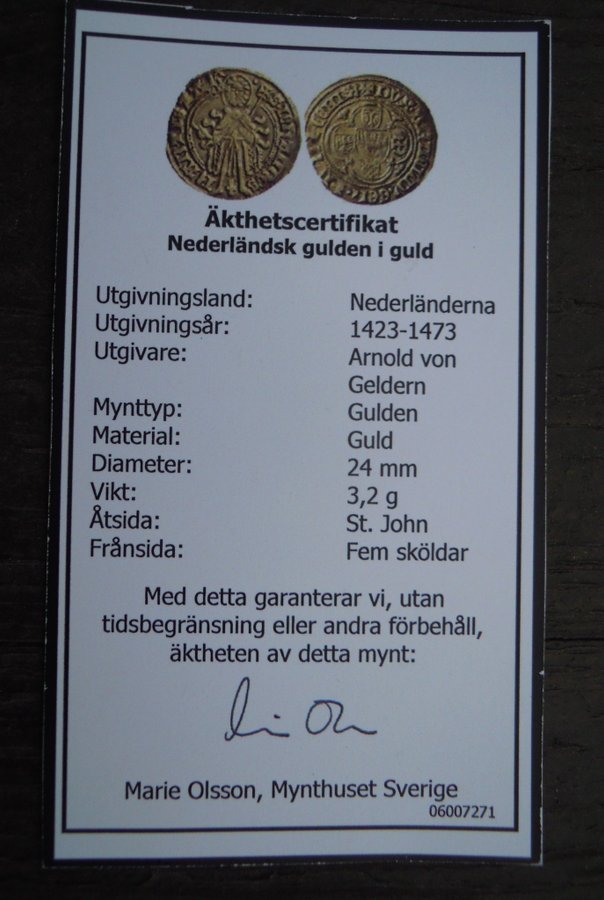 Äkthetscertifikat
Nederländsk gulden i guld
Utgivningsland: Nederländerna
Utgivningsår: 1423-1473
Utgivare: Arnold von
Geldern
Mynttyp: Gulden
Material: Guld
Diameter: 24 mm
Vikt: 3,2 g
Åtsida: St. John
Frånsida: Fem sköldar
Med detta garanterar vi, utan
tidsbegränsning eller andra förbehåll,
äktheten av detta mynt:
Marie Olsson, Mynthuset Sverige
06007271